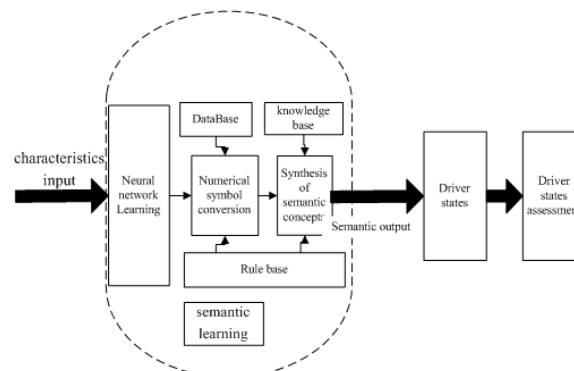 characteristics
input
Neural
network
Learning
DataBase
Numerical
symbol
conversion
knowledge
base
Synthesis
of
semantic
concepts
Rule base
semantic
learning
Semantic output
Driver
states
Driver
states
assessment